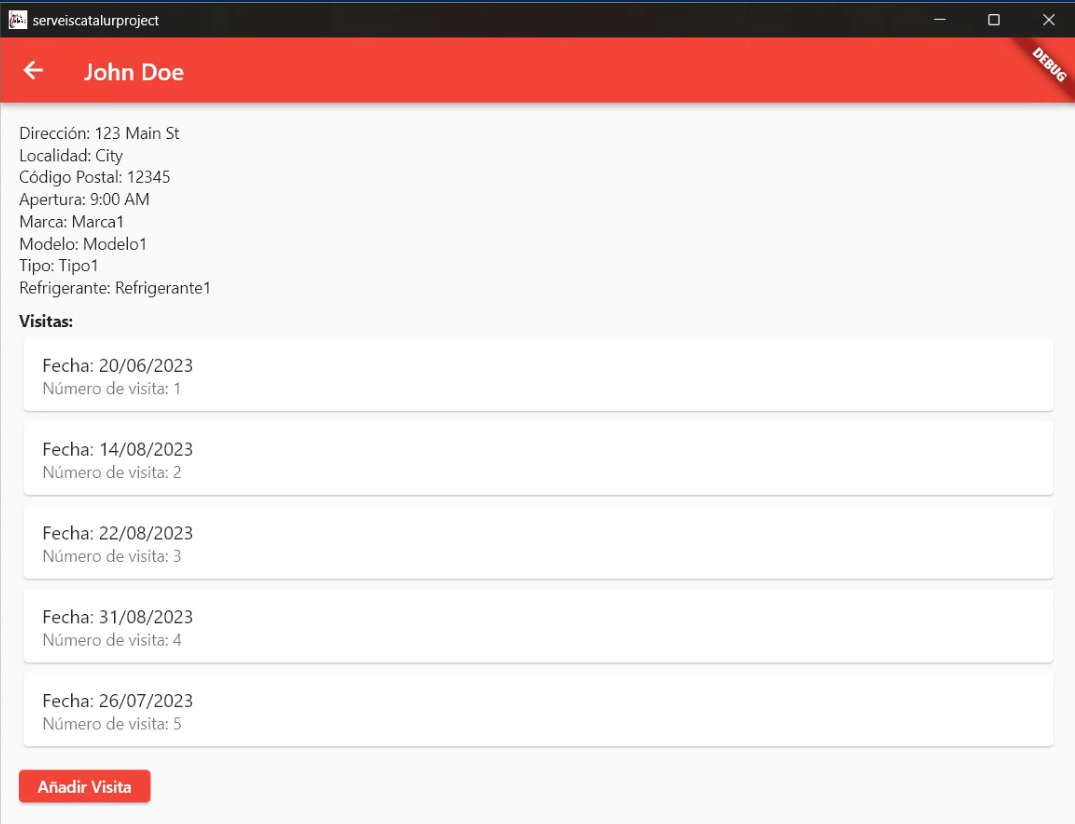 serveiscatalurproject
John Doe
DEBUG
Dirección: 123 Main St
Localidad: City
Código Postal: 12345
Apertura: 9:00 AM
Marca: Marca1
Modelo: Modelo1
Tipo: Tipo1
Refrigerante: Refrigerante1
Visitas:
Fecha: 20/06/2023
Número de visita: 1
Fecha: 14/08/2023
Número de visita: 2
Fecha: 22/08/2023
Número de visita: 3
Fecha: 31/08/2023
Número de visita: 4
Fecha: 26/07/2023
Número de visita: 5
Añadir Visita